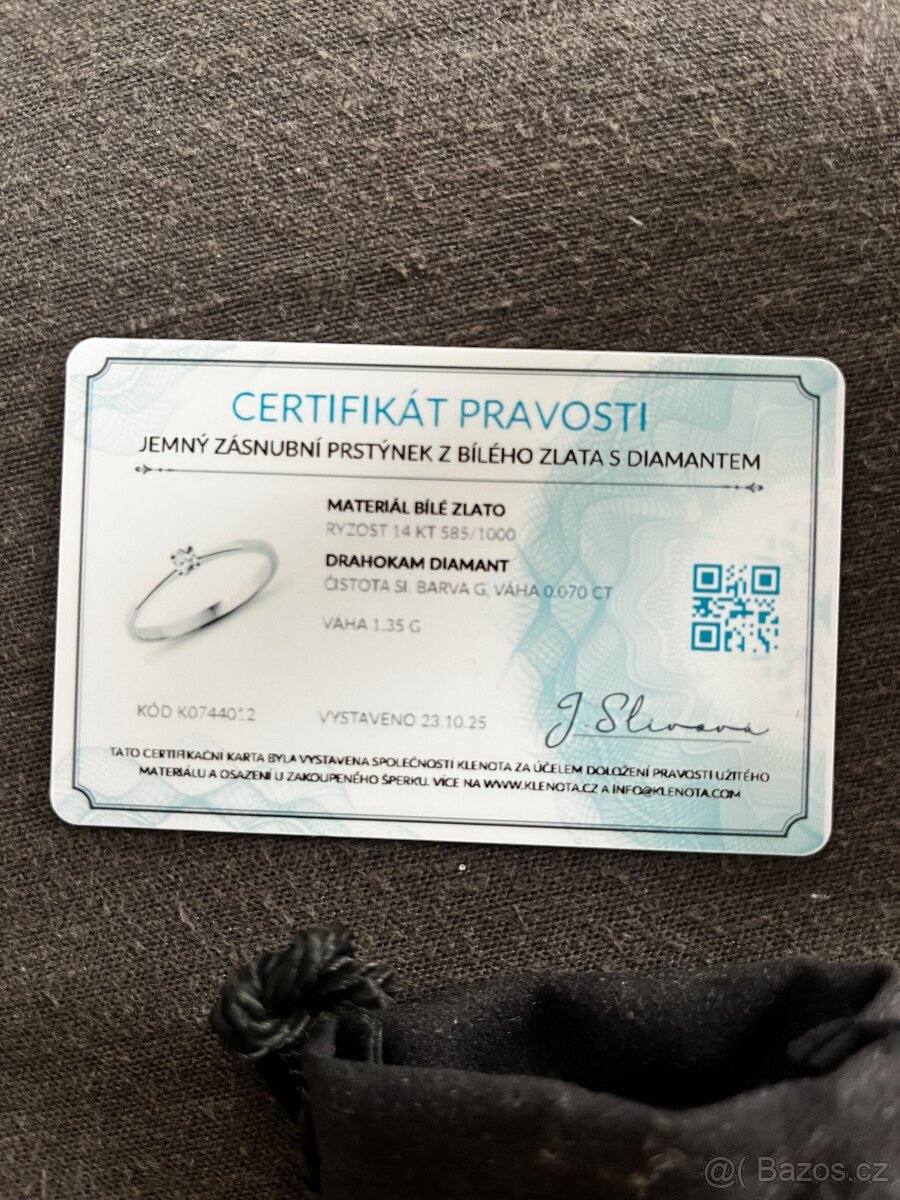 CERTIFIKÁT PRAVOSTI
JEMNÝ ZÁSNUBNÍ PRSTÝNEK Z BÍLÉHO ZLATA S DIAMANTEM
MATERIÁL BÍLÉ ZLATO
RYZOST 14 KT 585/1000
DRAHOKAM DIAMANT
ČISTOTA SI, BARVA G, VÁHA 0.070 CT
VÁHA 1.35 G
KÓD K0744012
VYSTAVENO 23.10.25
J. Slívová
TATO CERTIFIKAČNÍ KARTA BYLA VYSTAVENA SPOLEČNOSTÍ KLENOTA ZA ÚČELEM DOLOŽENÍ PRAVOSTI UŽITÉHO
MATERIÁLU A OSAZENÍ U ZAKOUPENÉHO ŠPERKU. VÍCE NA WWW.KLENOTA.CZ A INFO@KLENOTA.COM
@( Bazos.cz